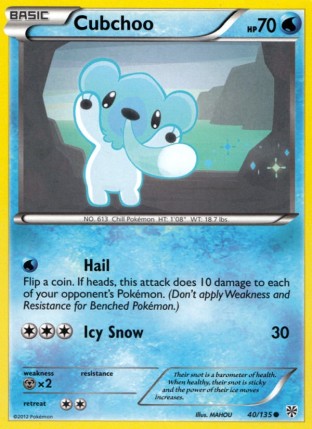 BASIC
Cubchoo
HP70
NO. 613 Chill Pokémon HT: 1'08" WT: 18.7 lbs.
Hail
Flip a coin. If heads, this attack does 10 damage to each
of your opponent's Pokémon. (Don't apply Weakness and
Resistance for Benched Pokémon.)
Icy Snow 30
weakness resistance
×2
retreat
Their snot is a barometer of health.
When healthy, their snot is sticky
and the power of their ice moves
increases.
©2012 Pokémon
Illus. MAHOU
40/135